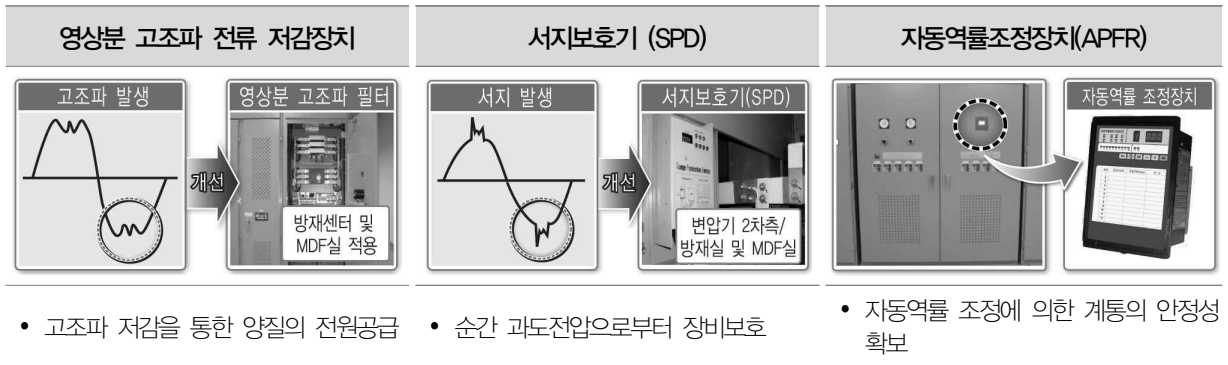 영상분 고조파 전류 저감장치
서지보호기 (SPD)
자동역률조정장치(APFR)
고조파 발생
개선
영상분 고조파 필터
방재센터 및
MDF실 적용
서지 발생
개선
서지보호기(SPD)
변압기 2차측/
방재실 및 MDF실
자동역률 조정장치
• 고조파 저감을 통한 양질의 전원공급
• 순간 과도전압으로부터 장비보호
• 자동역률 조정에 의한 계통의 안정성
확보